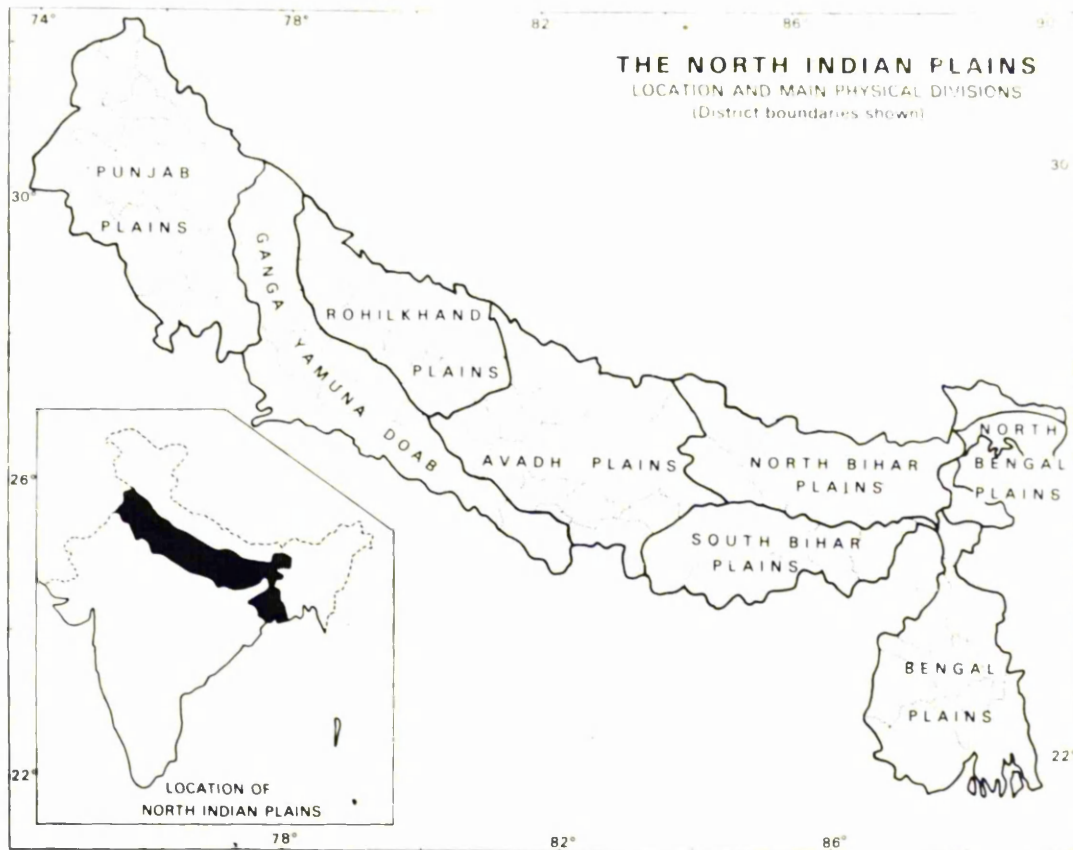 74°
78°
82
86°
90
THE NORTH INDIAN PLAINS
LOCATION AND MAIN PHYSICAL DIVISIONS
(District boundaries shown)
30°
30
PUNJAB
PLAINS
GANGA YAMUNA DOAB
ROHILKHAND
PLAINS
AVADH PLAINS
NORTH BIHAR
PLAINS
NORTH
BENGAL
PLAINS
26°
SOUTH BIHAR
PLAINS
BENGAL
PLAINS
22°
22°
LOCATION OF
NORTH INDIAN PLAINS
78°
82°
86°